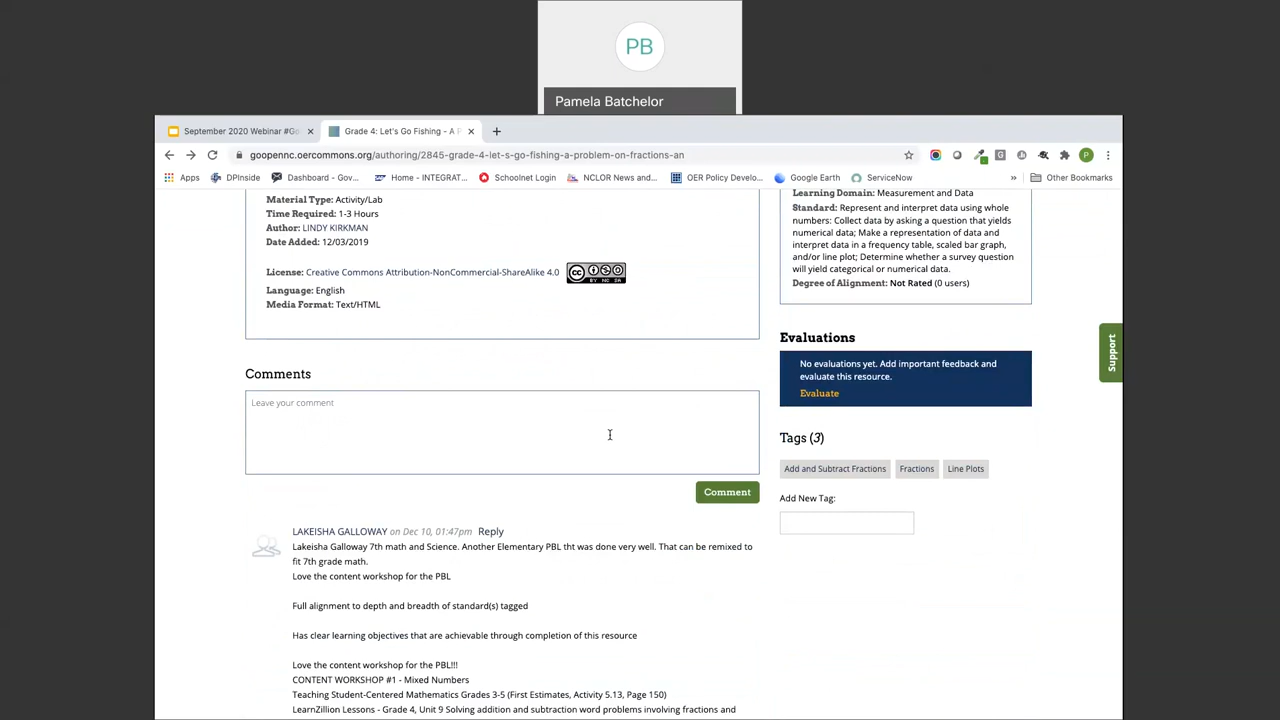 PB
Pamela Batchelor
September 2020 Webinar #Go
Grade 4: Let's Go Fishing - A P
goopennc.oercommons.org/authoring/2845-grade-4-let-s-go-fishing-a-problem-on-fractions-an
P
Apps
DPInside
Dashboard - Gov...
Home - INTEGRAT...
Schoolnet Login
NCLOR News and...
OER Policy Develo...
Google Earth
ServiceNow
»
Other Bookmarks
Material Type: Activity/Lab
Time Required: 1-3 Hours
Author: LINDY KIRKMAN
Date Added: 12/03/2019
License: Creative Commons Attribution-NonCommercial-ShareAlike 4.0
cc BY NC SA
Language: English
Media Format: Text/HTML
Learning Domain: Measurement and Data
Standard: Represent and interpret data using whole
numbers: Collect data by asking a question that yields
numerical data; Make a representation of data and
interpret data in a frequency table, scaled bar graph,
and/or line plot; Determine whether a survey question
will yield categorical or numerical data.
Degree of Alignment: Not Rated (0 users)
Evaluations
No evaluations yet. Add important feedback and
evaluate this resource.
Evaluate
Support
Tags (3)
Add and Subtract Fractions
Fractions
Line Plots
Add New Tag:
Comments
Leave your comment
Comment
LAKEISHA GALLOWAY on Dec 10, 01:47pm Reply
Lakeisha Galloway 7th math and Science. Another Elementary PBL tht was done very well. That can be remixed to
fit 7th grade math.
Love the content workshop for the PBL
Full alignment to depth and breadth of standard(s) tagged
Has clear learning objectives that are achievable through completion of this resource
Love the content workshop for the PBL!!!
CONTENT WORKSHOP #1 - Mixed Numbers
Teaching Student-Centered Mathematics Grades 3-5 (First Estimates, Activity 5.13, Page 150)
LearnZillion Lessons - Grade 4, Unit 9 Solving addition and subtraction word problems involving fractions and